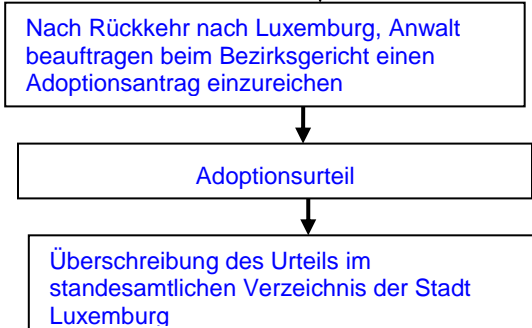 Nach Rückkehr nach Luxemburg, Anwalt
beauftragen beim Bezirksgericht einen
Adoptionsantrag einzureichen
Adoptionsurteil
Überschreibung des Urteils im
standesamtlichen Verzeichnis der Stadt
Luxemburg